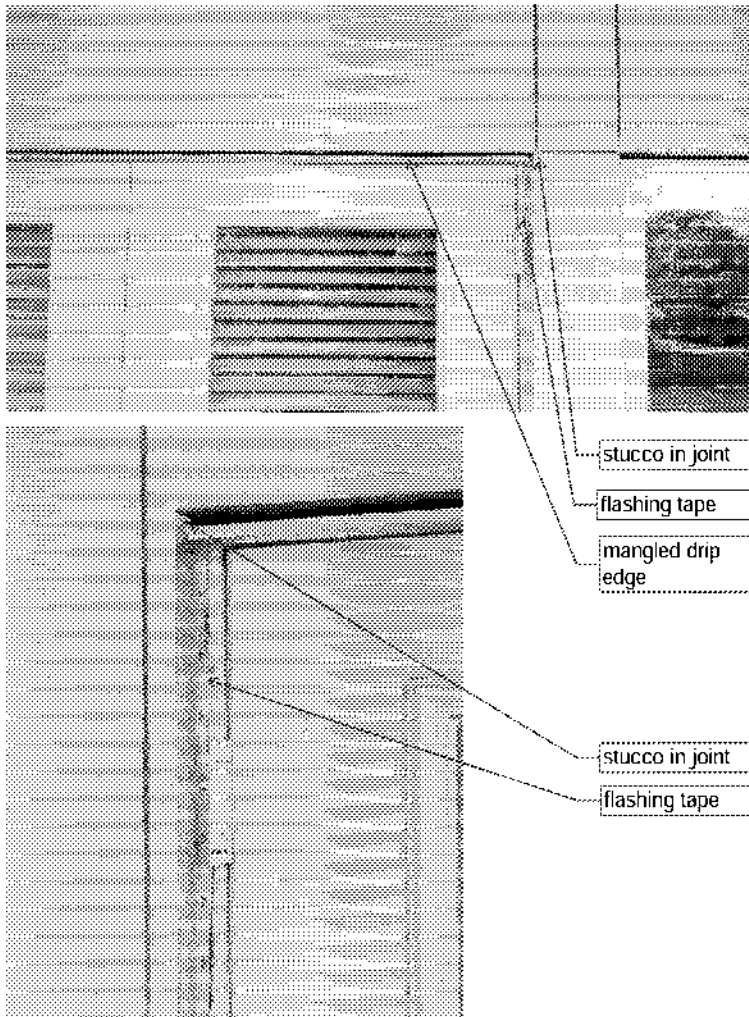 stucco in joint
flashing tape
mangled drip
edge
stucco in joint
flashing tape